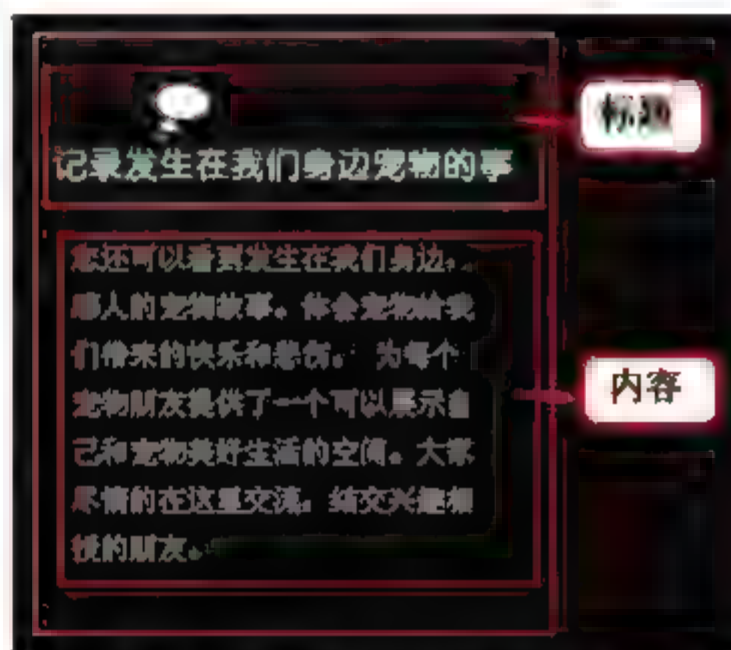 标题
记录发生在我们身边宠物的事
您还可以看到发生在我们身边，
那人的宠物故事。体会宠物给我
们带来的快乐和悲伤。为每个
宠物朋友提供了一个可以展示自
己和宠物美好生活的空间。大家
尽情的在这里交流，结交兴趣相
投的朋友。
内容